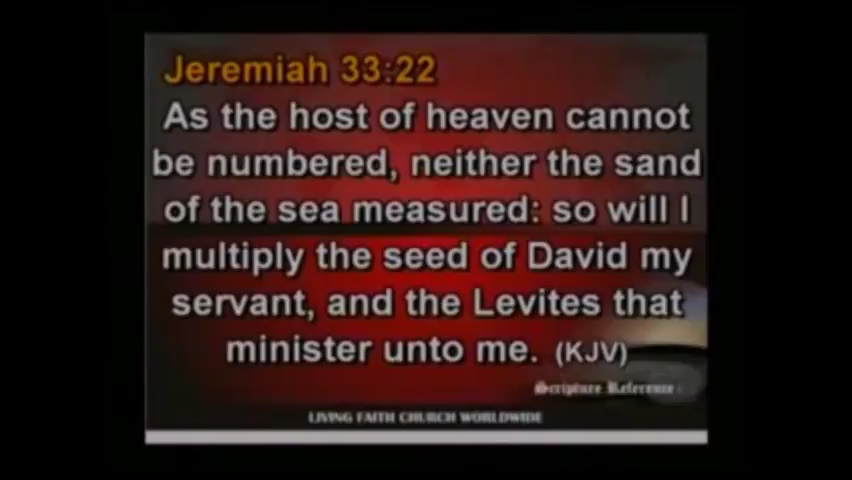 Jeremiah 33:22
As the host of heaven cannot
be numbered, neither the sand
of the sea measured: so will I
multiply the seed of David my
servant, and the Levites that
minister unto me. (KJV)
Scripture Reference
LIVING FAITH CHURCH WORLDWIDE